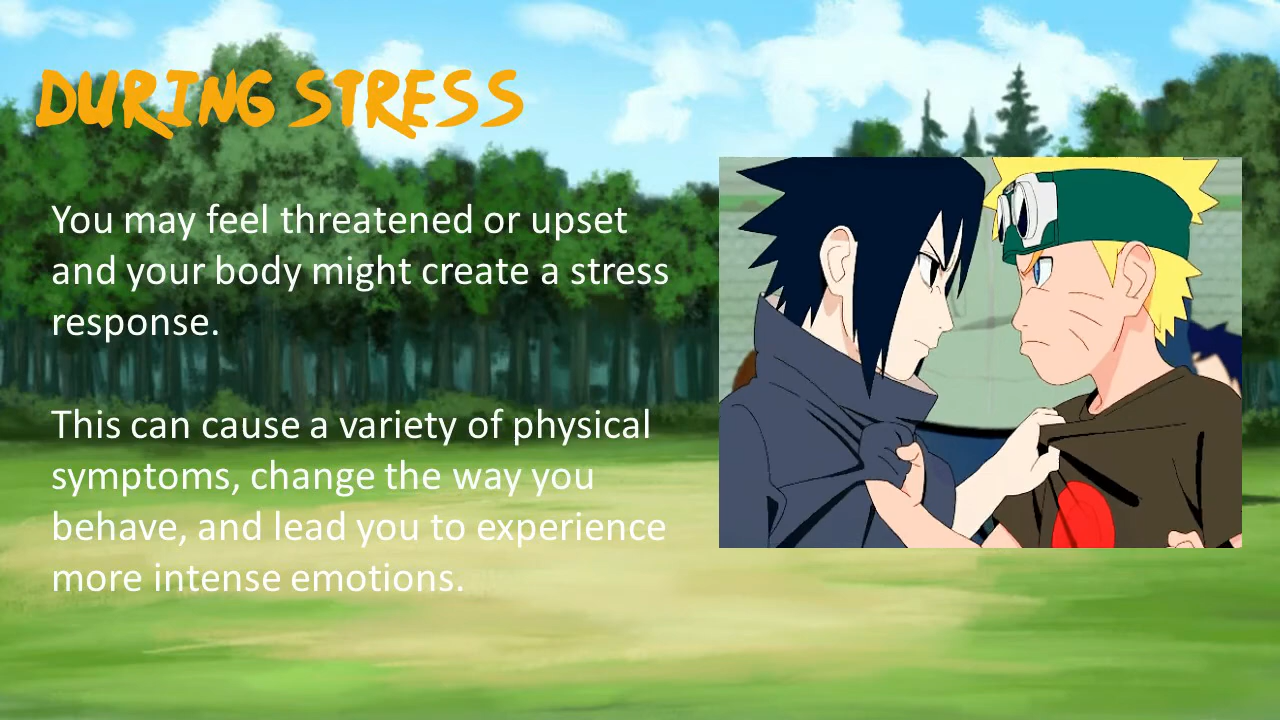 DURING STRESS
You may feel threatened or upset
and your body might create a stress
response.
This can cause a variety of physical
symptoms, change the way you
behave, and lead you to experience
more intense emotions.